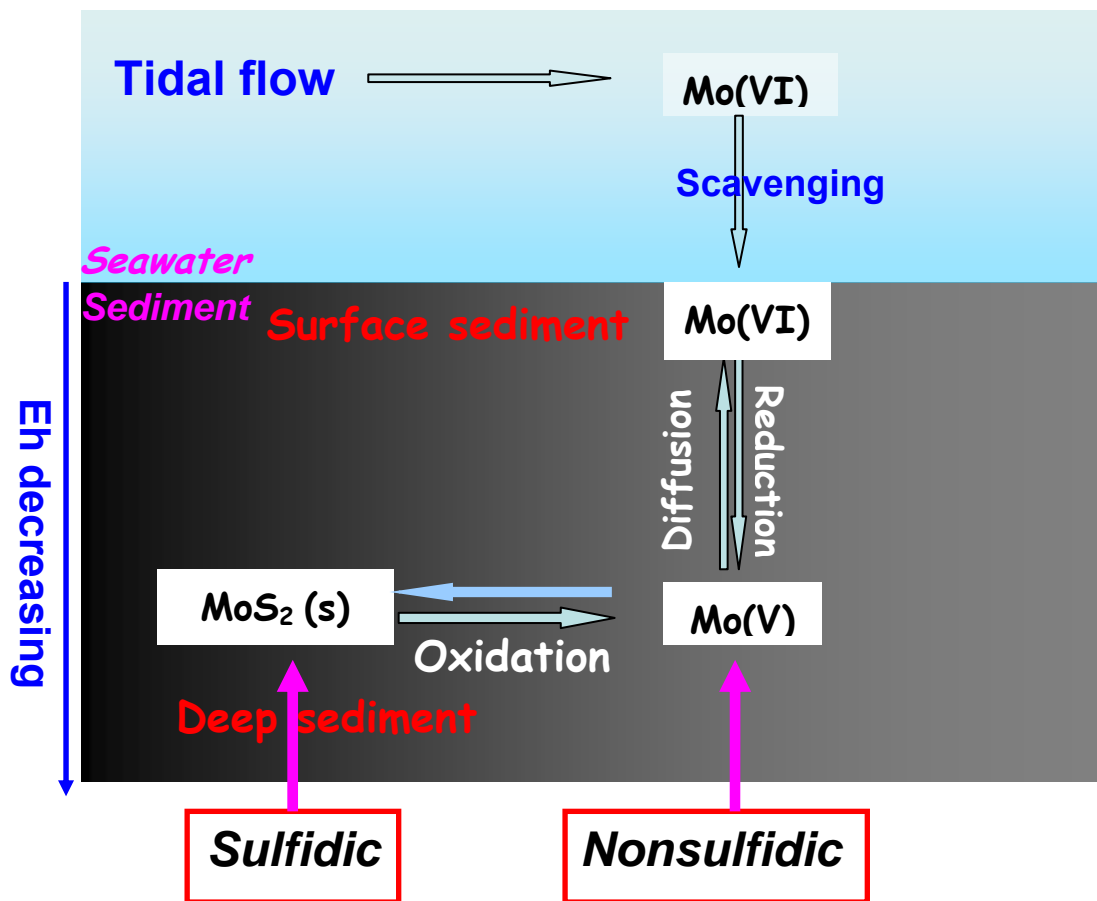 Tidal flow
Mo(VI)
Scavenging
Seawater
Sediment
Surface sediment
Mo(VI)
Eh decreasing
Diffusion
Reduction
MoS₂ (s)
Mo(V)
Oxidation
Deep sediment
Sulfidic
Nonsulfidic